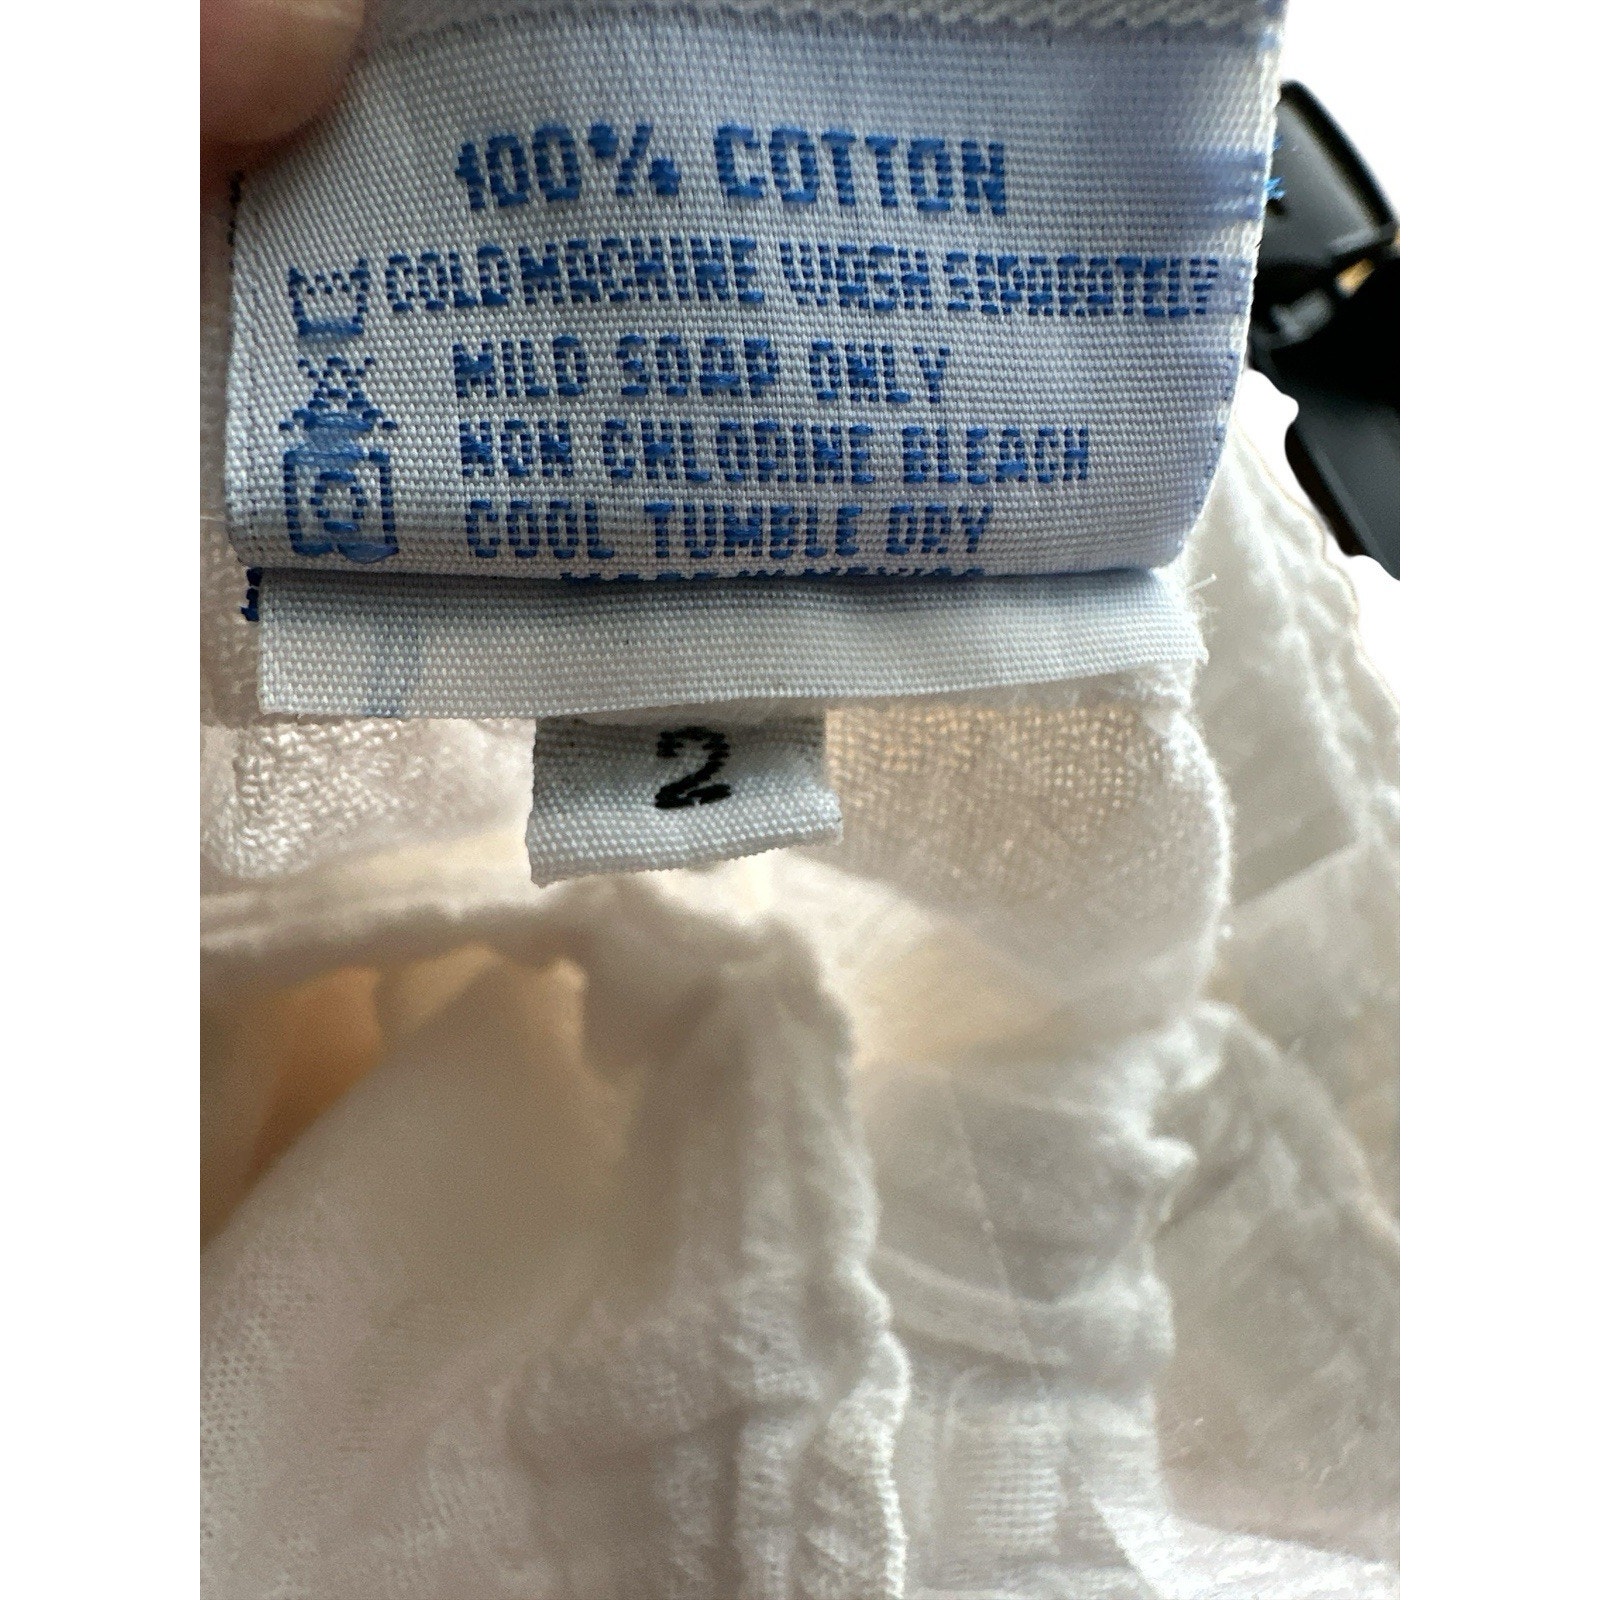 100% COTTON
COLD MACHINE WASH SEPARATELY
MILD SOAP ONLY
NON CHLORINE BLEACH
COOL TUMBLE DRY
2